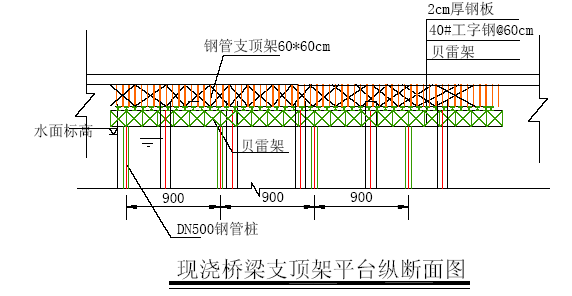 2cm厚钢板
40#工字钢@60cm
贝雷架
钢管支顶架60*60cm
水面标高
贝雷架
900
900
900
DN500钢管桩
现浇桥梁支顶架平台纵断面图